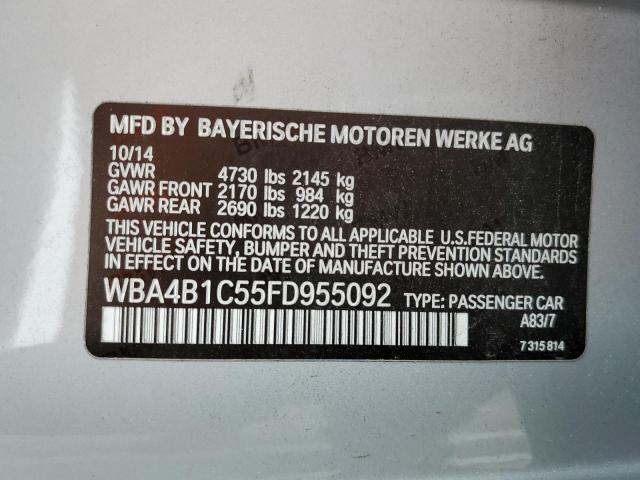 MFD BY BAYERISCHE MOTOREN WERKE AG
10/14
GVWR 4730 lbs 2145 kg
GAWR FRONT 2170 lbs 984 kg
GAWR REAR 2690 lbs 1220 kg
THIS VEHICLE CONFORMS TO ALL APPLICABLE U.S.FEDERAL MOTOR
VEHICLE SAFETY, BUMPER AND THEFT PREVENTION STANDARDS
IN EFFECT ON THE DATE OF MANUFACTURE SHOWN ABOVE.
WBA4B1C55FD955092 TYPE: PASSENGER CAR
A83/7
7 315 814